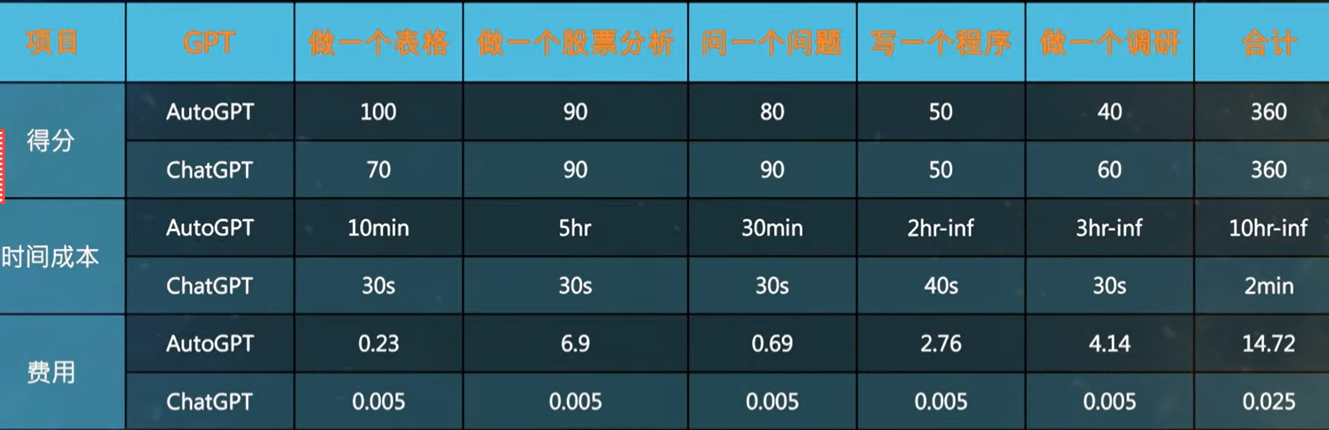 项目 GPT 做一个表格 做一个股票分析 问一个问题 写一个程序 做一个调研 合计
得分 AutoGPT 100 90 80 50 40 360
ChatGPT 70 90 90 50 60 360
时间成本 AutoGPT 10min 5hr 30min 2hr-inf 3hr-inf 10hr-inf
ChatGPT 30s 30s 30s 40s 30s 2min
费用 AutoGPT 0.23 6.9 0.69 2.76 4.14 14.72
ChatGPT 0.005 0.005 0.005 0.005 0.005 0.025